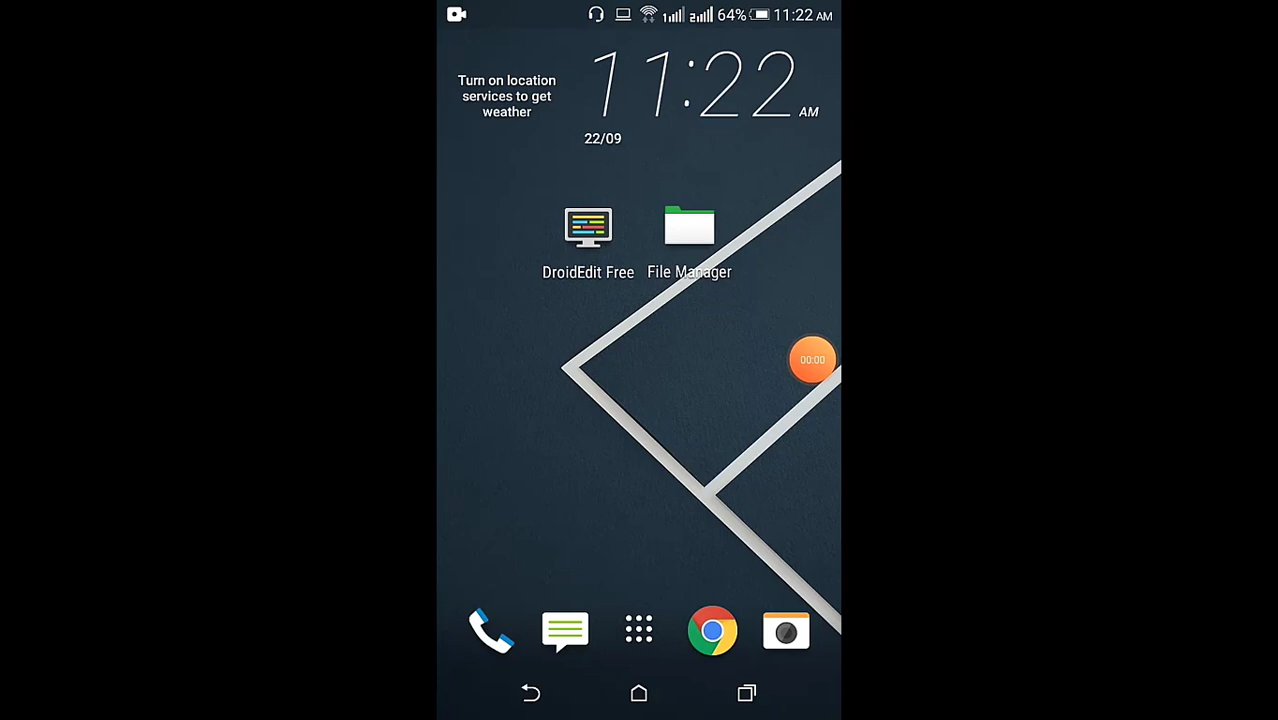 64% 11:22 AM
Turn on location
services to get
weather
11:22 AM
22/09
DroidEdit Free
File Manager
00:00